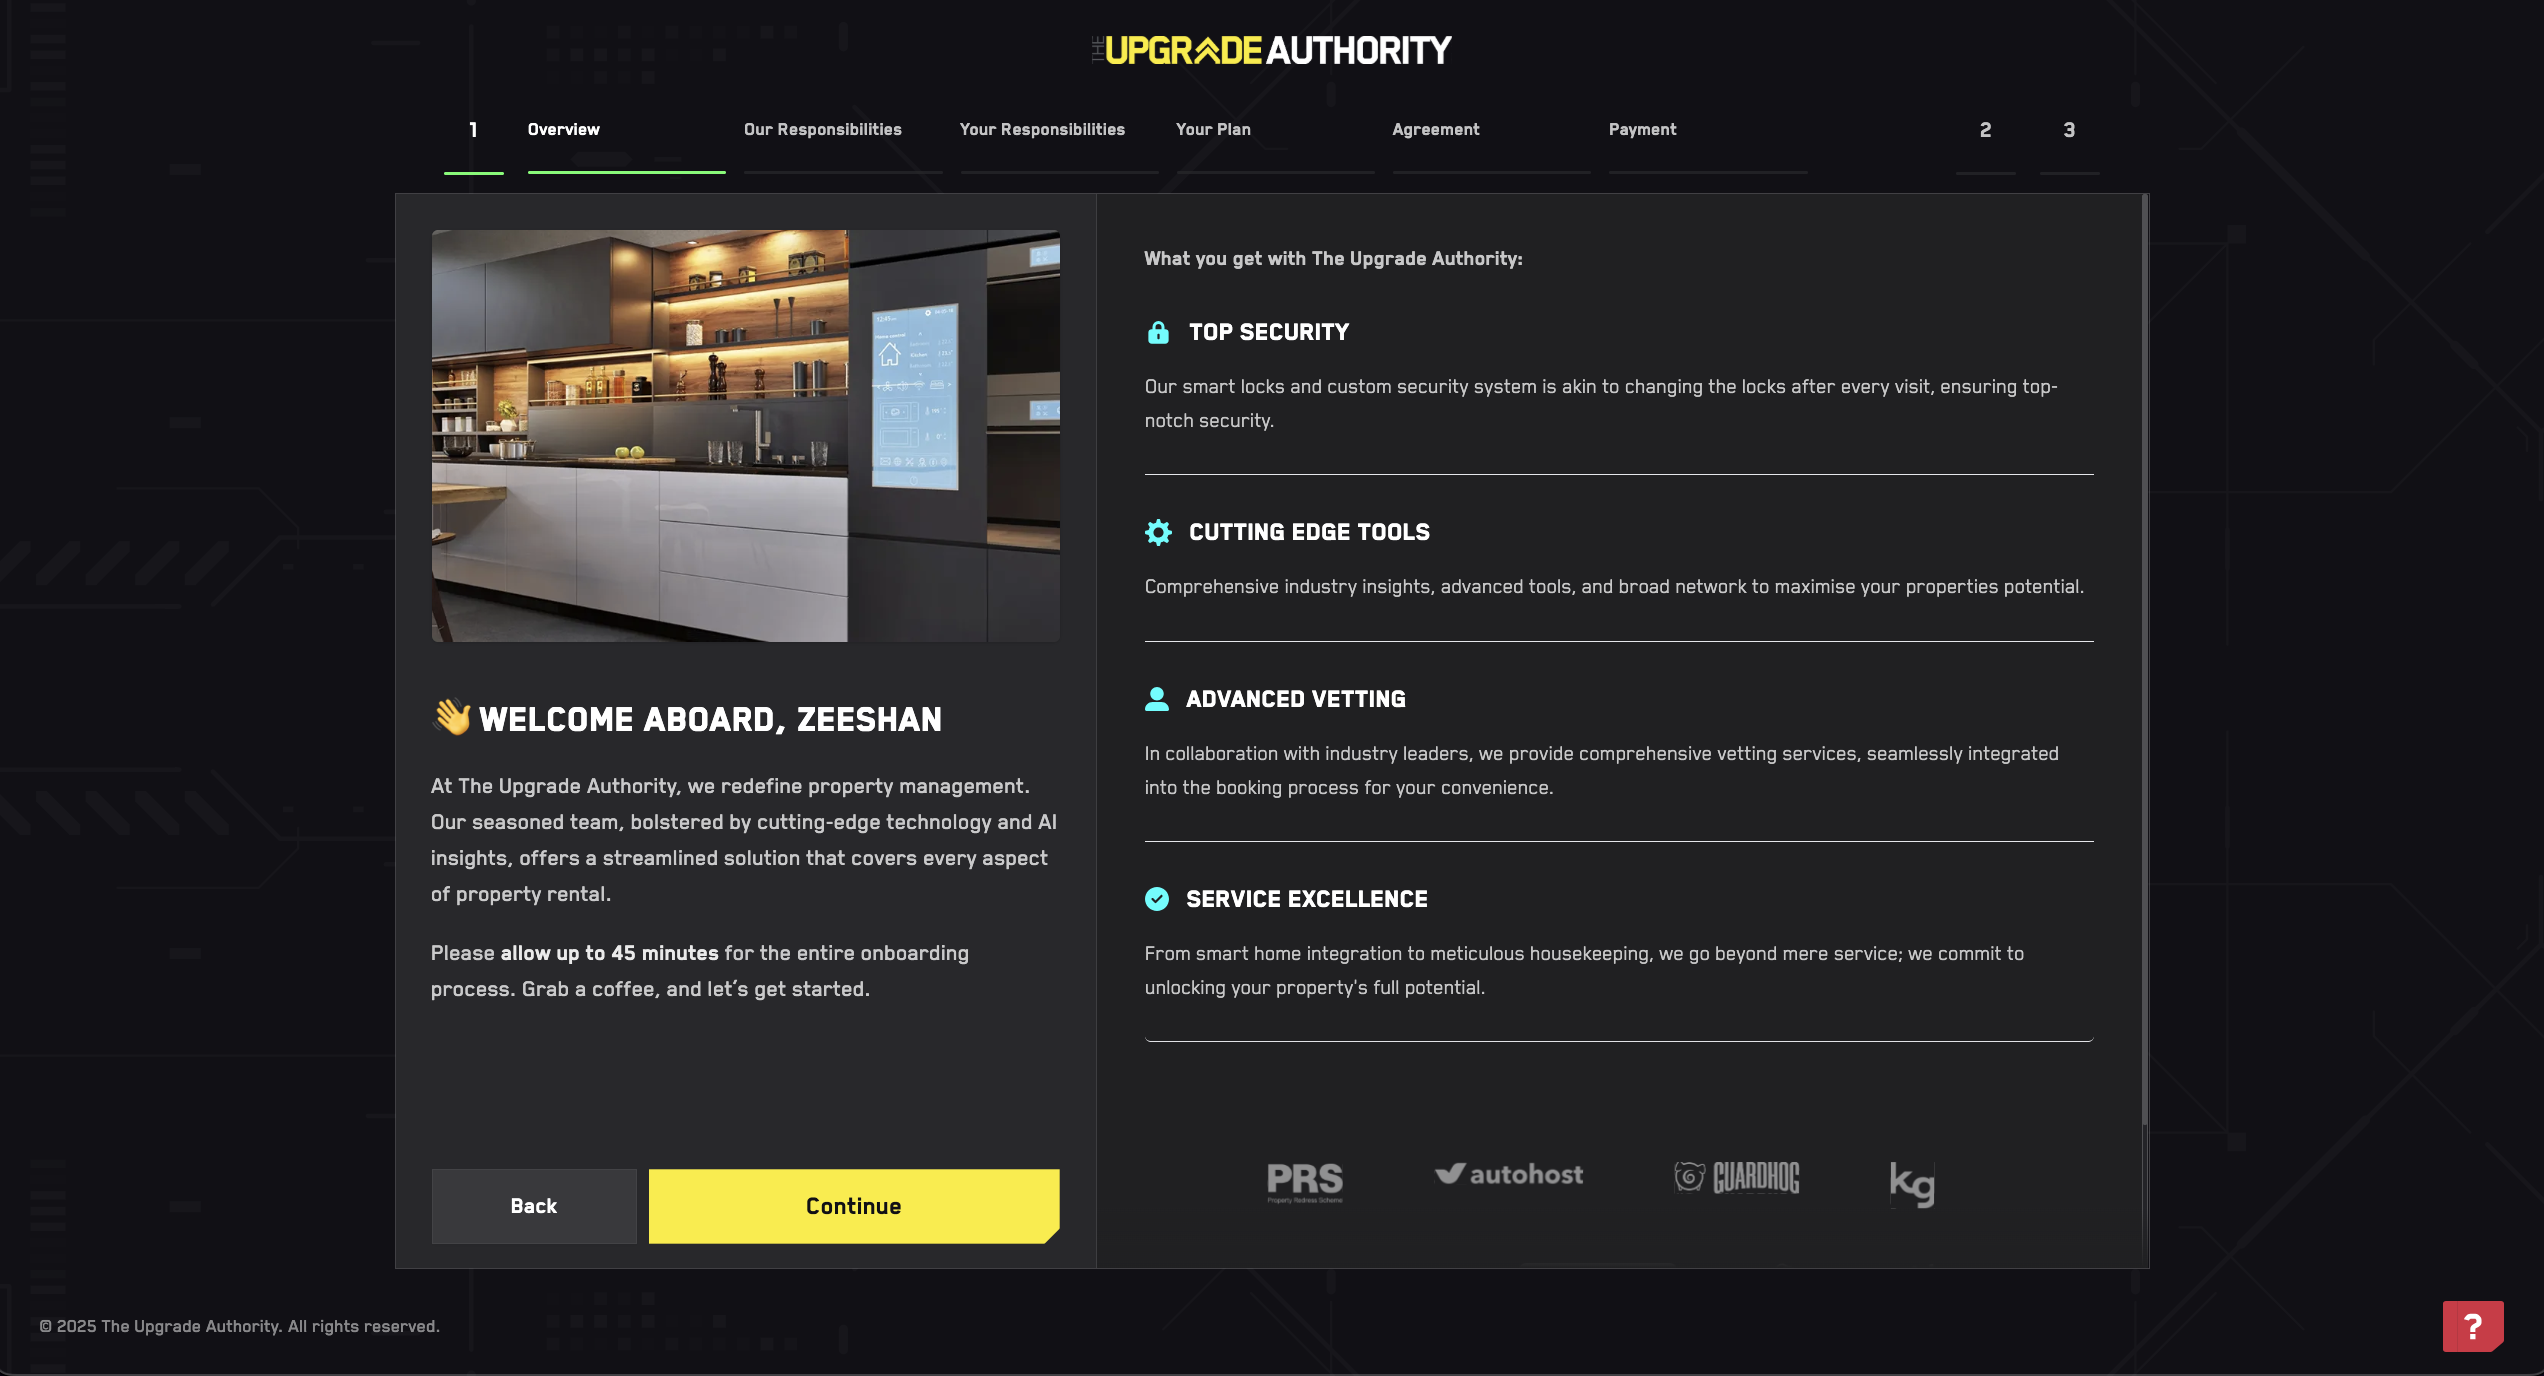 THE UPGRADE AUTHORITY
1 Overview Our Responsibilities Your Responsibilities Your Plan Agreement Payment 2 3
12:45
Home control
Kitchen
👋 WELCOME ABOARD, ZEESHAN
At The Upgrade Authority, we redefine property management.
Our seasoned team, bolstered by cutting-edge technology and AI
insights, offers a streamlined solution that covers every aspect
of property rental.
Please allow up to 45 minutes for the entire onboarding
process. Grab a coffee, and let’s get started.
Back
Continue
What you get with The Upgrade Authority:
TOP SECURITY
Our smart locks and custom security system is akin to changing the locks after every visit, ensuring top-
notch security.
CUTTING EDGE TOOLS
Comprehensive industry insights, advanced tools, and broad network to maximise your properties potential.
ADVANCED VETTING
In collaboration with industry leaders, we provide comprehensive vetting services, seamlessly integrated
into the booking process for your convenience.
SERVICE EXCELLENCE
From smart home integration to meticulous housekeeping, we go beyond mere service; we commit to
unlocking your property's full potential.
PRS
Property Redress Scheme
autohost
GUARDHOG
kg
© 2025 The Upgrade Authority. All rights reserved.
?